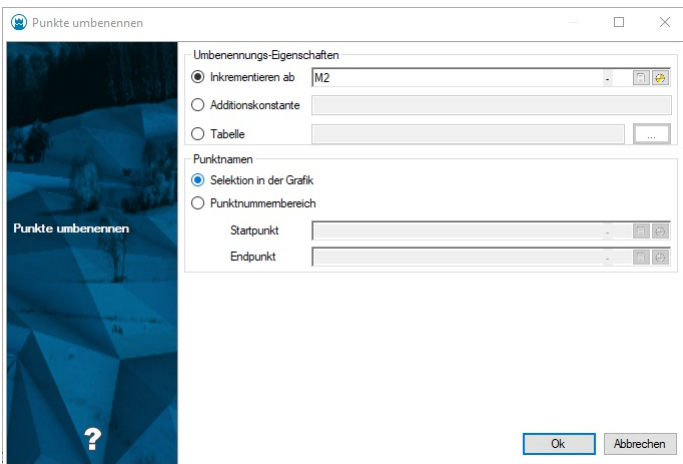 Punkte umbenennen
Umbenennungs-Eigenschaften
Inkrementieren ab M2
Additionskonstante
Tabelle ...
Punktnamen
Selektion in der Grafik
Punktnummernbereich
Punkte umbenennen
Startpunkt
Endpunkt
?
Ok Abbrechen